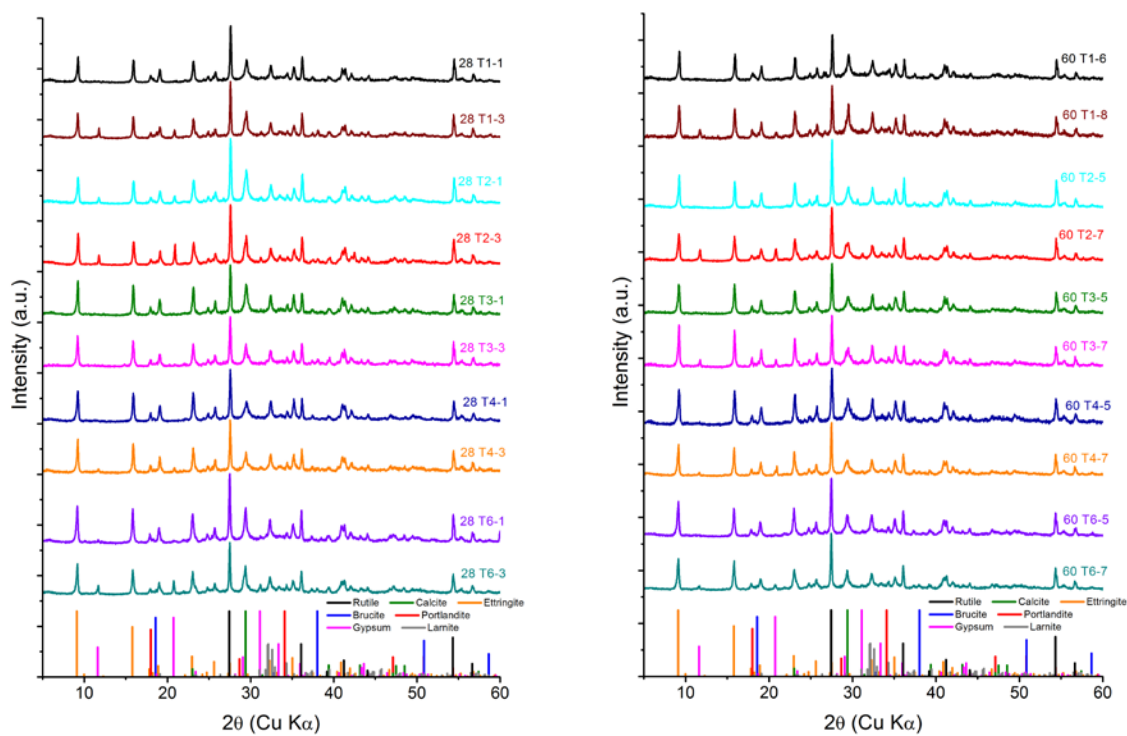 Intensity (a.u.)
28 T1-1
28 T1-3
28 T2-1
28 T2-3
28 T3-1
28 T3-3
28 T4-1
28 T4-3
28 T6-1
28 T6-3
Rutile Calcite Ettringite
Brucite Portlandite
Gypsum Larnite
10 20 30 40 50 60
2θ (Cu Kα)
Intensity (a.u.)
60 T1-6
60 T1-8
60 T2-5
60 T2-7
60 T3-5
60 T3-7
60 T4-5
60 T4-7
60 T6-5
60 T6-7
Rutile Calcite Ettringite
Brucite Portlandite
Gypsum Larnite
10 20 30 40 50 60
2θ (Cu Kα)